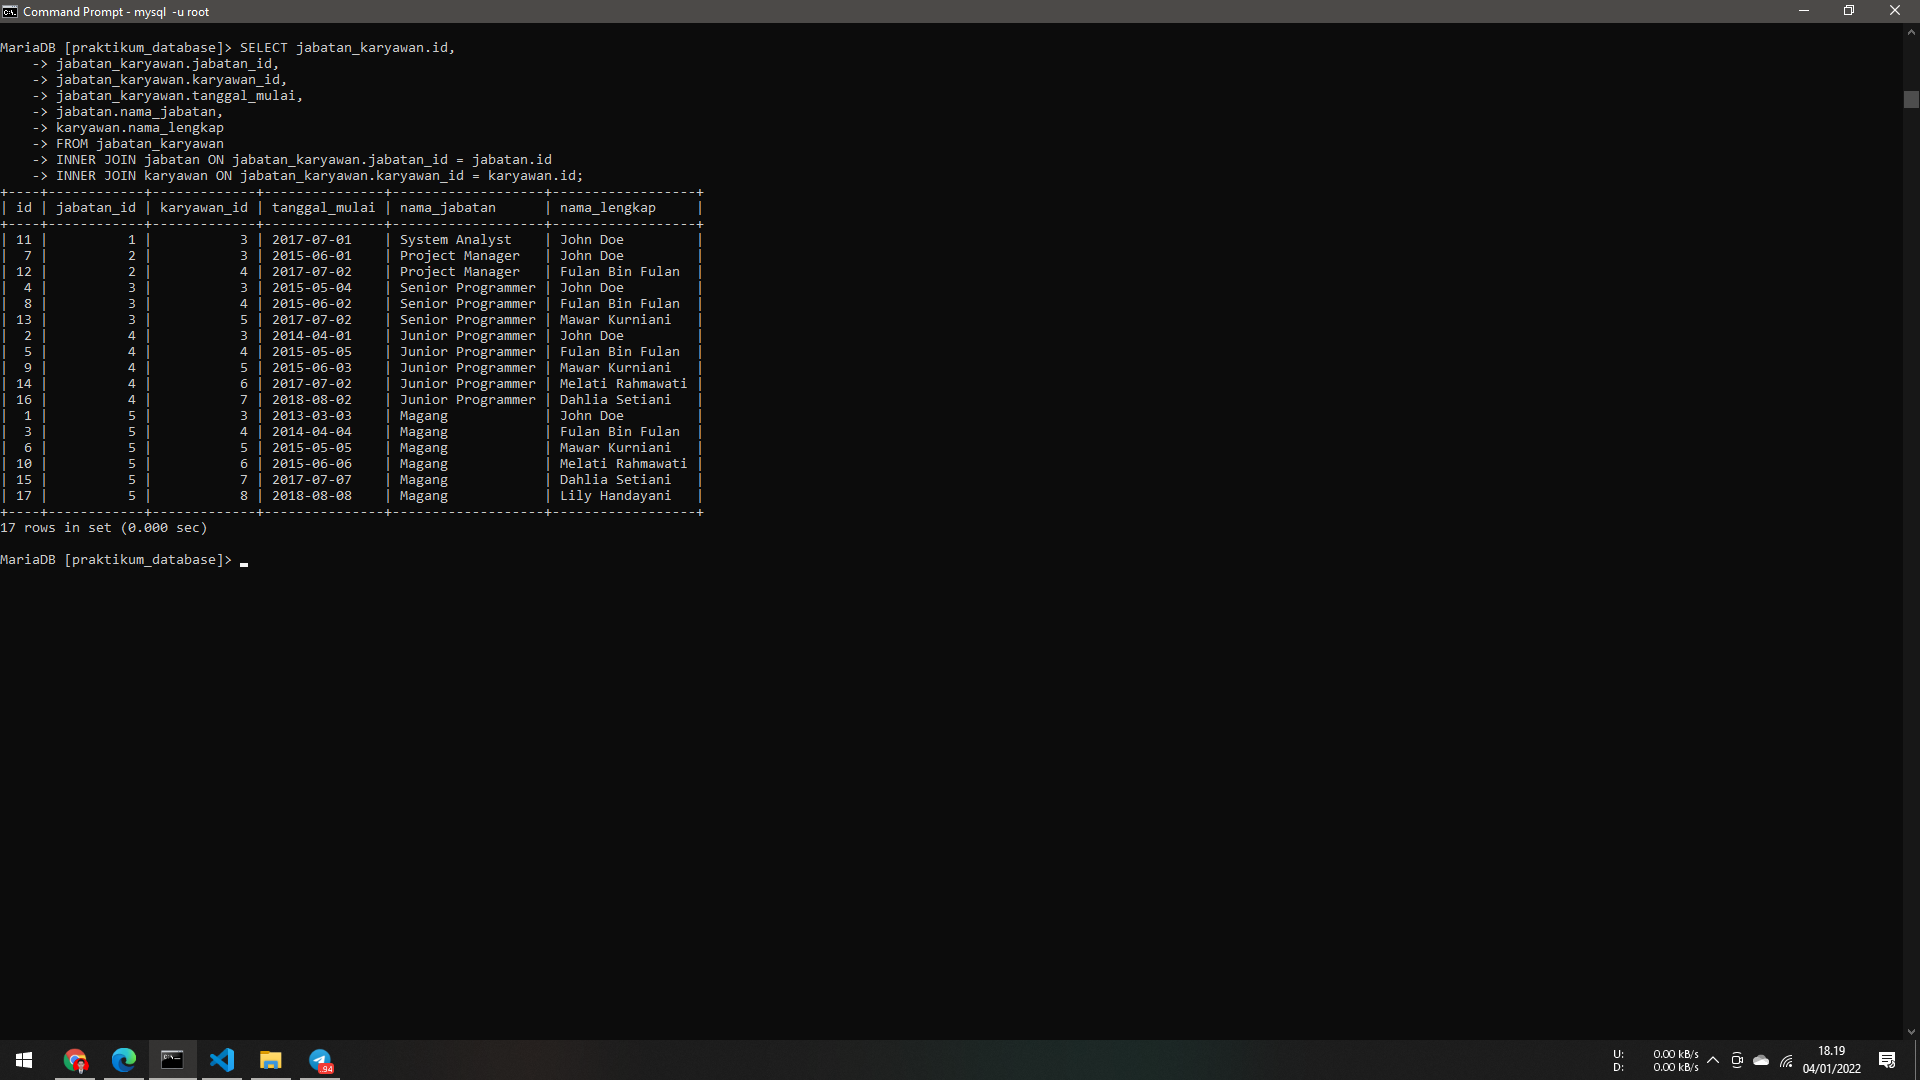 Command Prompt - mysql  -u root
MariaDB [praktikum_database]> SELECT jabatan_karyawan.id,
    -> jabatan_karyawan.jabatan_id,
    -> jabatan_karyawan.karyawan_id,
    -> jabatan_karyawan.tanggal_mulai,
    -> jabatan.nama_jabatan,
    -> karyawan.nama_lengkap
    -> FROM jabatan_karyawan
    -> INNER JOIN jabatan ON jabatan_karyawan.jabatan_id = jabatan.id
    -> INNER JOIN karyawan ON jabatan_karyawan.karyawan_id = karyawan.id;
+----+------------+-------------+---------------+-------------------+------------------+
| id | jabatan_id | karyawan_id | tanggal_mulai | nama_jabatan      | nama_lengkap     |
+----+------------+-------------+---------------+-------------------+------------------+
| 11 |          1 |           3 | 2017-07-01    | System Analyst    | John Doe         |
|  7 |          2 |           3 | 2015-06-01    | Project Manager   | John Doe         |
| 12 |          2 |           4 | 2017-07-02    | Project Manager   | Fulan Bin Fulan  |
|  4 |          3 |           3 | 2015-05-04    | Senior Programmer | John Doe         |
|  8 |          3 |           4 | 2015-06-02    | Senior Programmer | Fulan Bin Fulan  |
| 13 |          3 |           5 | 2017-07-02    | Senior Programmer | Mawar Kurniani   |
|  2 |          4 |           3 | 2014-04-01    | Junior Programmer | John Doe         |
|  5 |          4 |           4 | 2015-05-05    | Junior Programmer | Fulan Bin Fulan  |
|  9 |          4 |           5 | 2015-06-03    | Junior Programmer | Mawar Kurniani   |
| 14 |          4 |           6 | 2017-07-02    | Junior Programmer | Melati Rahmawati |
| 16 |          4 |           7 | 2018-08-02    | Junior Programmer | Dahlia Setiani   |
|  1 |          5 |           3 | 2013-03-03    | Magang            | John Doe         |
|  3 |          5 |           4 | 2014-04-04    | Magang            | Fulan Bin Fulan  |
|  6 |          5 |           5 | 2015-05-05    | Magang            | Mawar Kurniani   |
| 10 |          5 |           6 | 2015-06-06    | Magang            | Melati Rahmawati |
| 15 |          5 |           7 | 2017-07-07    | Magang            | Dahlia Setiani   |
| 17 |          5 |           8 | 2018-08-08    | Magang            | Lily Handayani   |
+----+------------+-------------+---------------+-------------------+------------------+
17 rows in set (0.000 sec)
MariaDB [praktikum_database]> _
94
U: 0.00 kB/s
D: 0.00 kB/s
18.19
04/01/2022